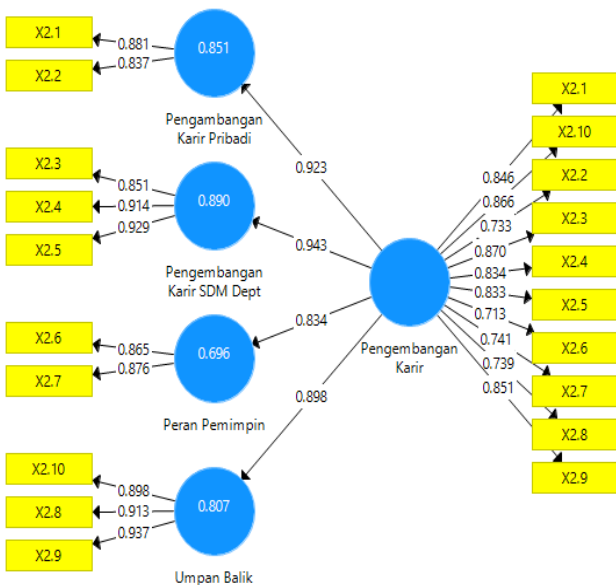 X2.1
0.881
X2.2
0.837
0.851
Pengambangan
Karir Pribadi
X2.3
0.851
X2.4
0.914
X2.5
0.929
0.890
Pengembangan
Karir SDM Dept
X2.6
0.865
X2.7
0.876
0.696
Peran Pemimpin
X2.10
0.898
X2.8
0.913
X2.9
0.937
0.807
Umpan Balik
0.923
0.943
0.834
0.898
Pengembangan
Karir
0.846
0.866
0.733
0.870
0.834
0.833
0.713
0.741
0.739
0.851
X2.1
X2.10
X2.2
X2.3
X2.4
X2.5
X2.6
X2.7
X2.8
X2.9